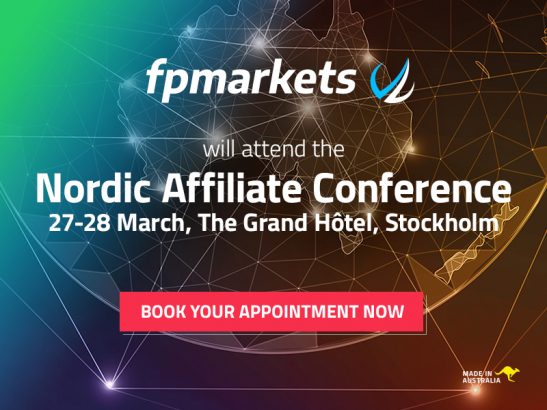 fpmarkets
will attend the
Nordic Affiliate Conference
27-28 March, The Grand Hôtel, Stockholm
BOOK YOUR APPOINTMENT NOW
MADE IN
AUSTRALIA